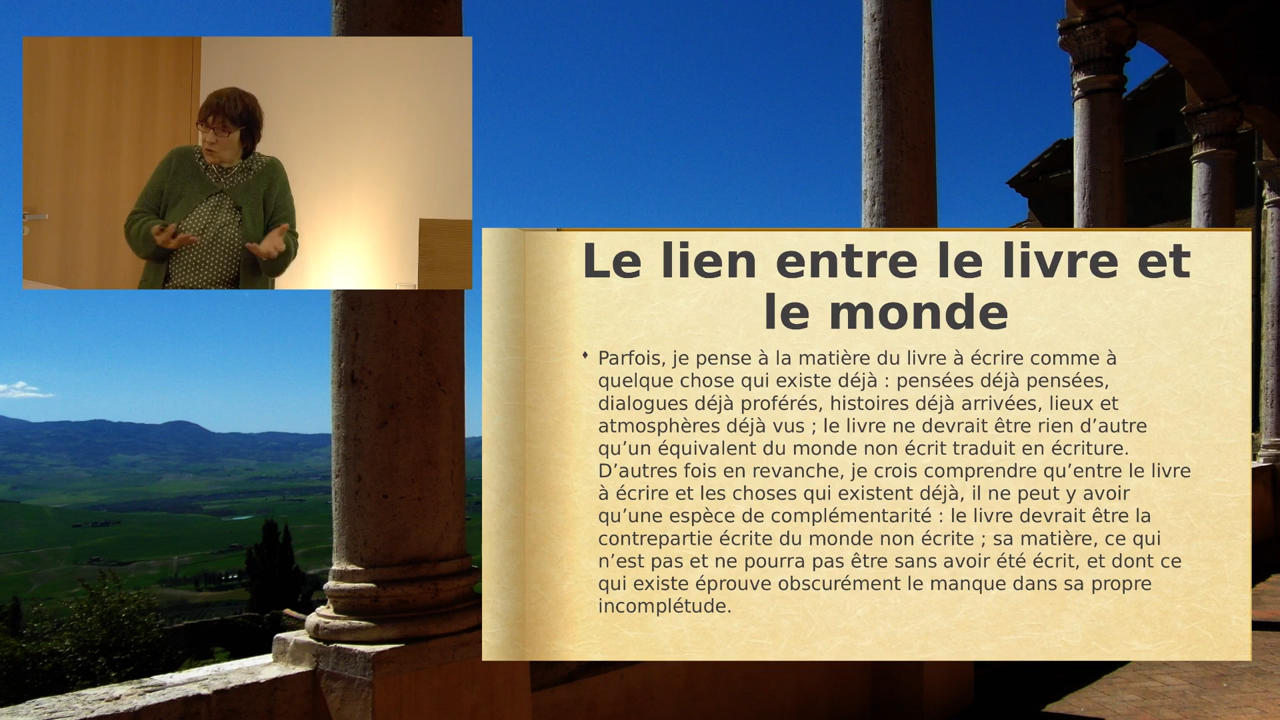 Le lien entre le livre et
le monde
Parfois, je pense à la matière du livre à écrire comme à
quelque chose qui existe déjà : pensées déjà pensées,
dialogues déjà proférés, histoires déjà arrivées, lieux et
atmosphères déjà vus ; le livre ne devrait être rien d’autre
qu’un équivalent du monde non écrit traduit en écriture.
D’autres fois en revanche, je crois comprendre qu’entre le livre
à écrire et les choses qui existent déjà, il ne peut y avoir
qu’une espèce de complémentarité : le livre devrait être la
contrepartie écrite du monde non écrite ; sa matière, ce qui
n’est pas et ne pourra pas être sans avoir été écrit, et dont ce
qui existe éprouve obscurément le manque dans sa propre
incomplétude.